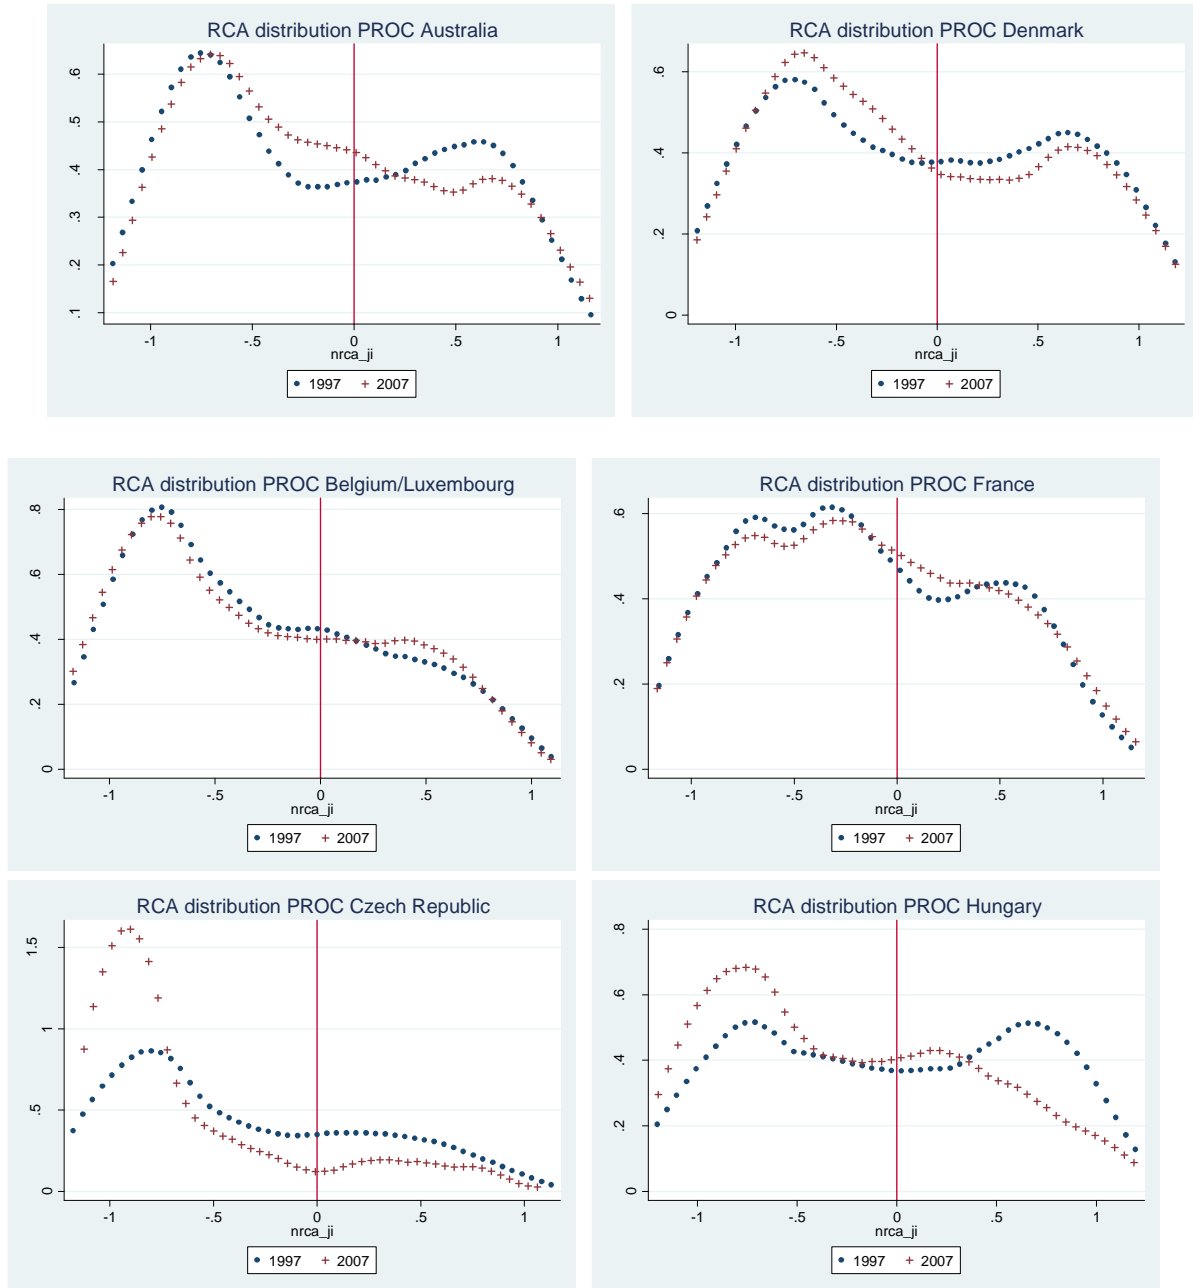 RCA distribution PROC Australia
.6
.5
.4
.3
.2
.1
-1 -.5 0 .5 1
nrca_ji
1997 2007
RCA distribution PROC Denmark
.6
.4
.2
0
-1 -.5 0 .5 1
nrca_ji
1997 2007
RCA distribution PROC Belgium/Luxembourg
.8
.6
.4
.2
0
-1 -.5 0 .5 1
nrca_ji
1997 2007
RCA distribution PROC France
.6
.4
.2
0
-1 -.5 0 .5 1
nrca_ji
1997 2007
RCA distribution PROC Czech Republic
1.5
1
.5
0
-1 -.5 0 .5 1
nrca_ji
1997 2007
RCA distribution PROC Hungary
.8
.6
.4
.2
0
-1 -.5 0 .5 1
nrca_ji
1997 2007